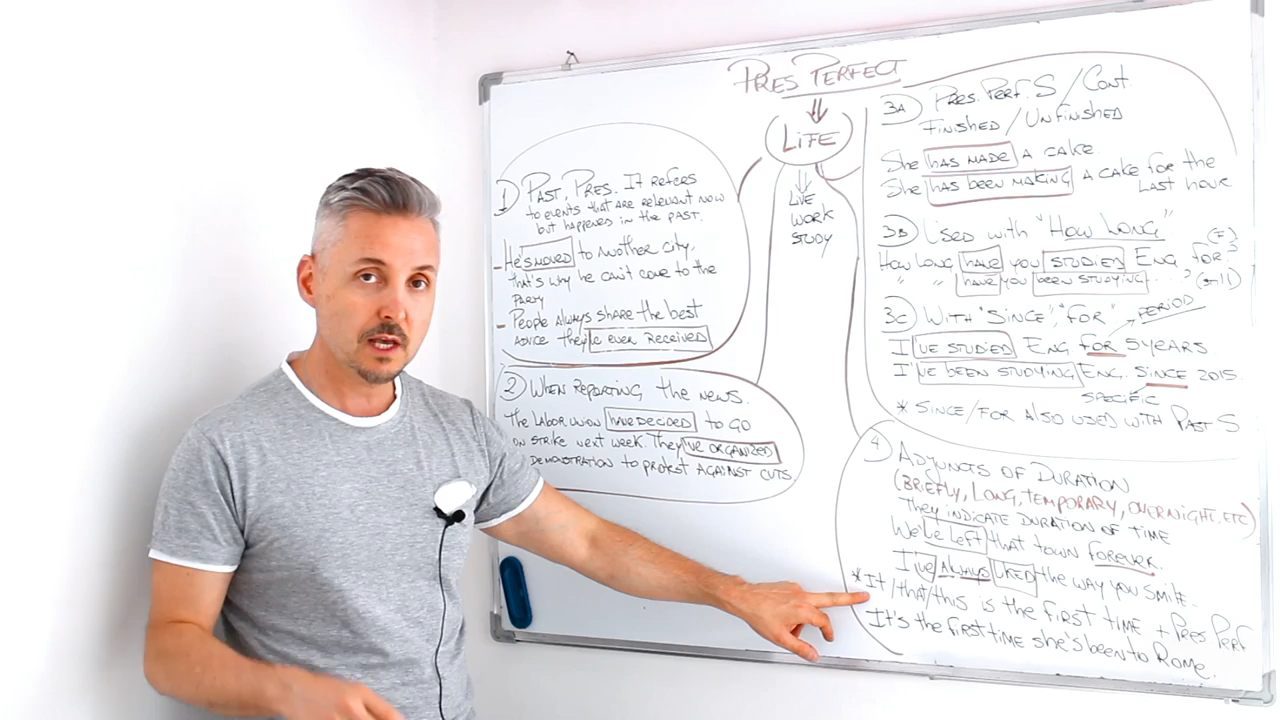 PRES PERFECT
LIFE
LIVE
WORK
STUDY
1) PAST, PRES. IT REFERS
to EVENTS that ARE RELEVANT NOW
but HAPPENED IN the PAST.
- He's MOVED to ANother city,
that's why he can't come to the
PARTY
- People Always share the best
ADVICE they've EVER RECEIVED
2) WHEN REPORTING the NEWS.
The LABOR UNION HAVE DECIDED to GO
ON STRIKE NEXT WEEK. They've ORGANIZED
DEMONSTRATION to PROTEST AGAINST CUTS
3A) PRES. PERF. S / Cont.
FINISHED / UNFINISHED
She HAS MADE A CAKE
She HAS BEEN MAKING A CAKE for the
LAST HOUR
3B) USED with "HOW LONG" (F)
HOW LONG HAVE YOU STUDIED ENG. FOR?
" " HAVE YOU BEEN STUDYING "
3C) WITH "SINCE", "FOR" → PERIOD
I'VE STUDIED ENG. FOR 5 YEARS.
I'VE BEEN STUDYING ENG. SINCE 2015
SPECIFIC
* SINCE/FOR ALSO USED WITH PAST S
4) ADJUNCTS OF DURATION
(BRIEFLY, LONG, TEMPORARY, OVERNIGHT, ETC)
They INDICATE DURATION OF TIME
We've Left that town forever.
I've ALWAYS LIKED the WAY YOU SMILE.
* It/that/this is the first time + PRES PERF
It's the first time she's been to Rome.